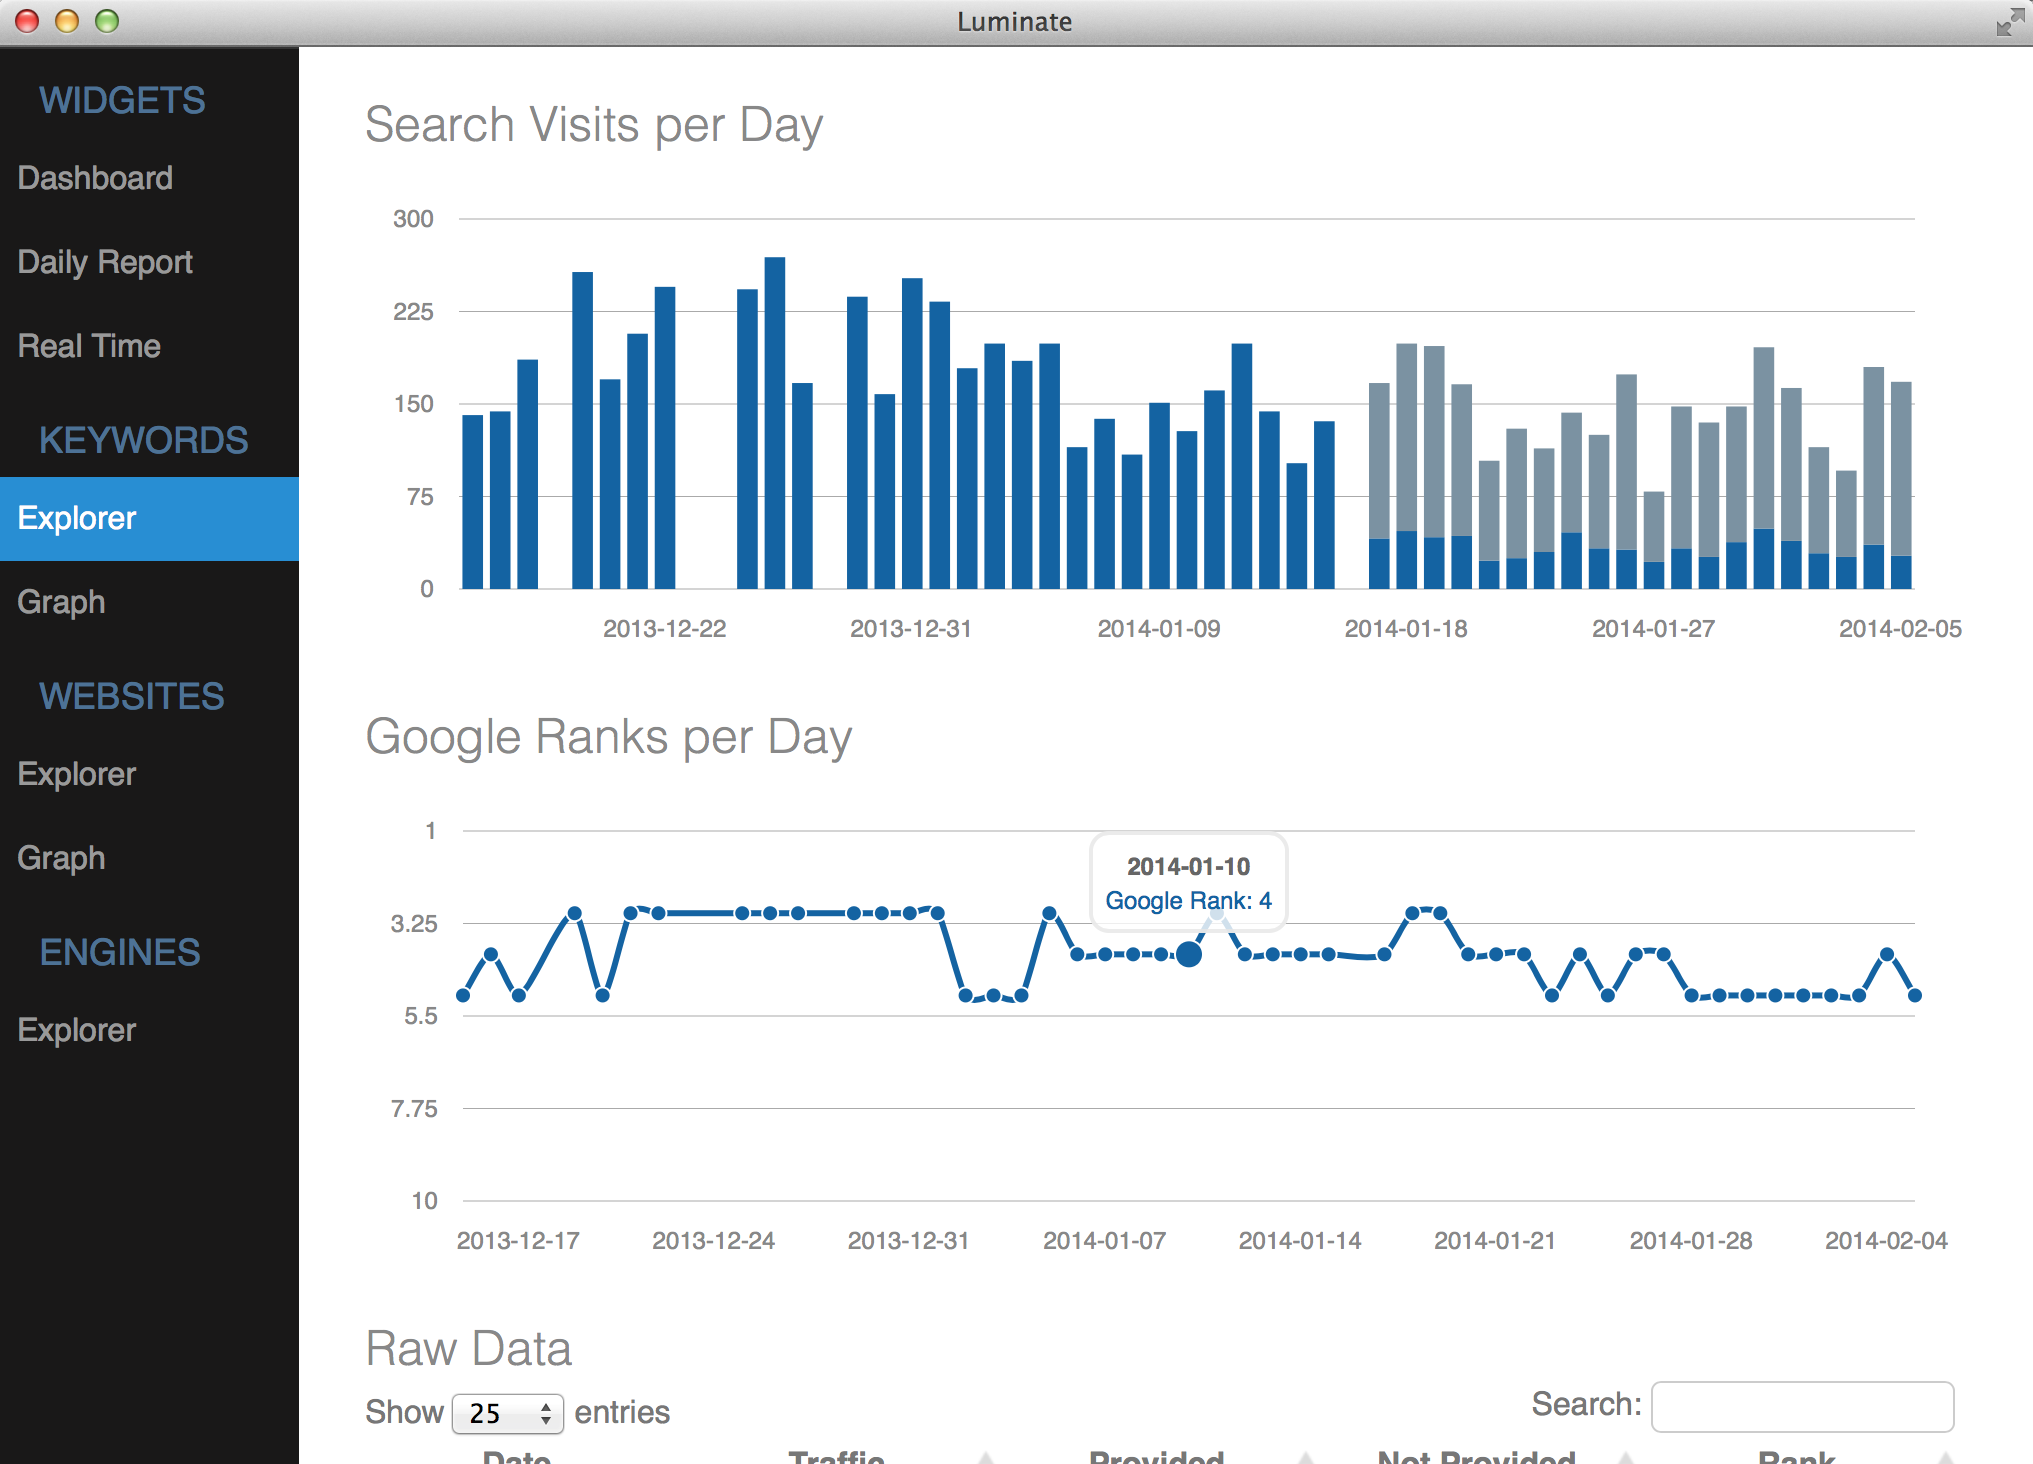 Luminate
WIDGETS
Dashboard
Daily Report
Real Time
KEYWORDS
Explorer
Graph
WEBSITES
Explorer
Graph
ENGINES
Explorer
Search Visits per Day
300
225
150
75
0
2013-12-22 2013-12-31 2014-01-09 2014-01-18 2014-01-27 2014-02-05
Google Ranks per Day
1
3.25
5.5
7.75
10
2014-01-10
Google Rank: 4
2013-12-17 2013-12-24 2013-12-31 2014-01-07 2014-01-14 2014-01-21 2014-01-28 2014-02-04
Raw Data
Show 25 entries
Search:
Date Traffic Provided Not Provided Rank